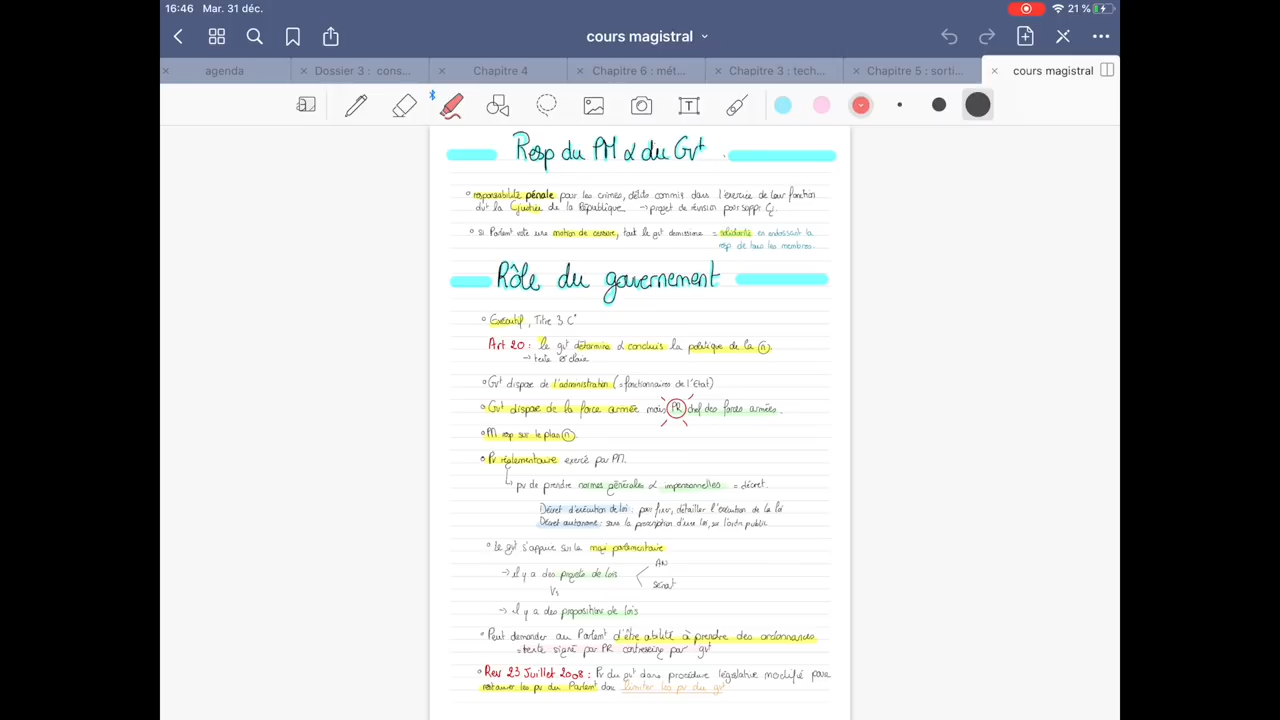 16:46 Mar. 31 déc.
21 %
cours magistral
agenda
Dossier 3 : cons...
Chapitre 4
Chapitre 6 : mét...
Chapitre 3 : tech...
Chapitre 5 : sorti...
cours magistral
Resp du PM & du Gvt
responsabilité pénale pour les crimes, délits commis dans l'exercice de leur fonction
dvt la Cjustice de la République → projet de révision pour suppr
si Parlemt vote une motion de censure, tout le gvt démissione = solidarité en endossant la
resp de tous les membres.
Rôle du gouvernement
Exécutif, Titre 3 C°
Art 20 : le gvt détermine & conduis la politique de la n
→ texte clair
Gvt dispose de l'administration (= fonctionnaires de l'Etat)
Gvt dispose de la force armée mais PR chef des forces armées.
PM resp sur le plan n
Pv réglementaire exercé par PM.
pv de prendre normes générales & impersonnelles = décret.
Décret d'exécution de loi : pour fixer, détailler l'exécution de la loi
Décret autonome : sans la prescription d'une loi, sur l'ordre public
Le gvt s'appuie sur la maj parlementaire
→ il y a des projets de lois
AN
sénat
Vs
→ il y a des propositions de lois
Peut demander au Parlemt d'être abilité à prendre des ordonnances
= texte signé par PR contreseing par gvt
Rev 23 Juillet 2008 : Pv du gvt dans procédure législative modifié pour
restaurer les pv du Parlemt donc limiter les pv du gvt